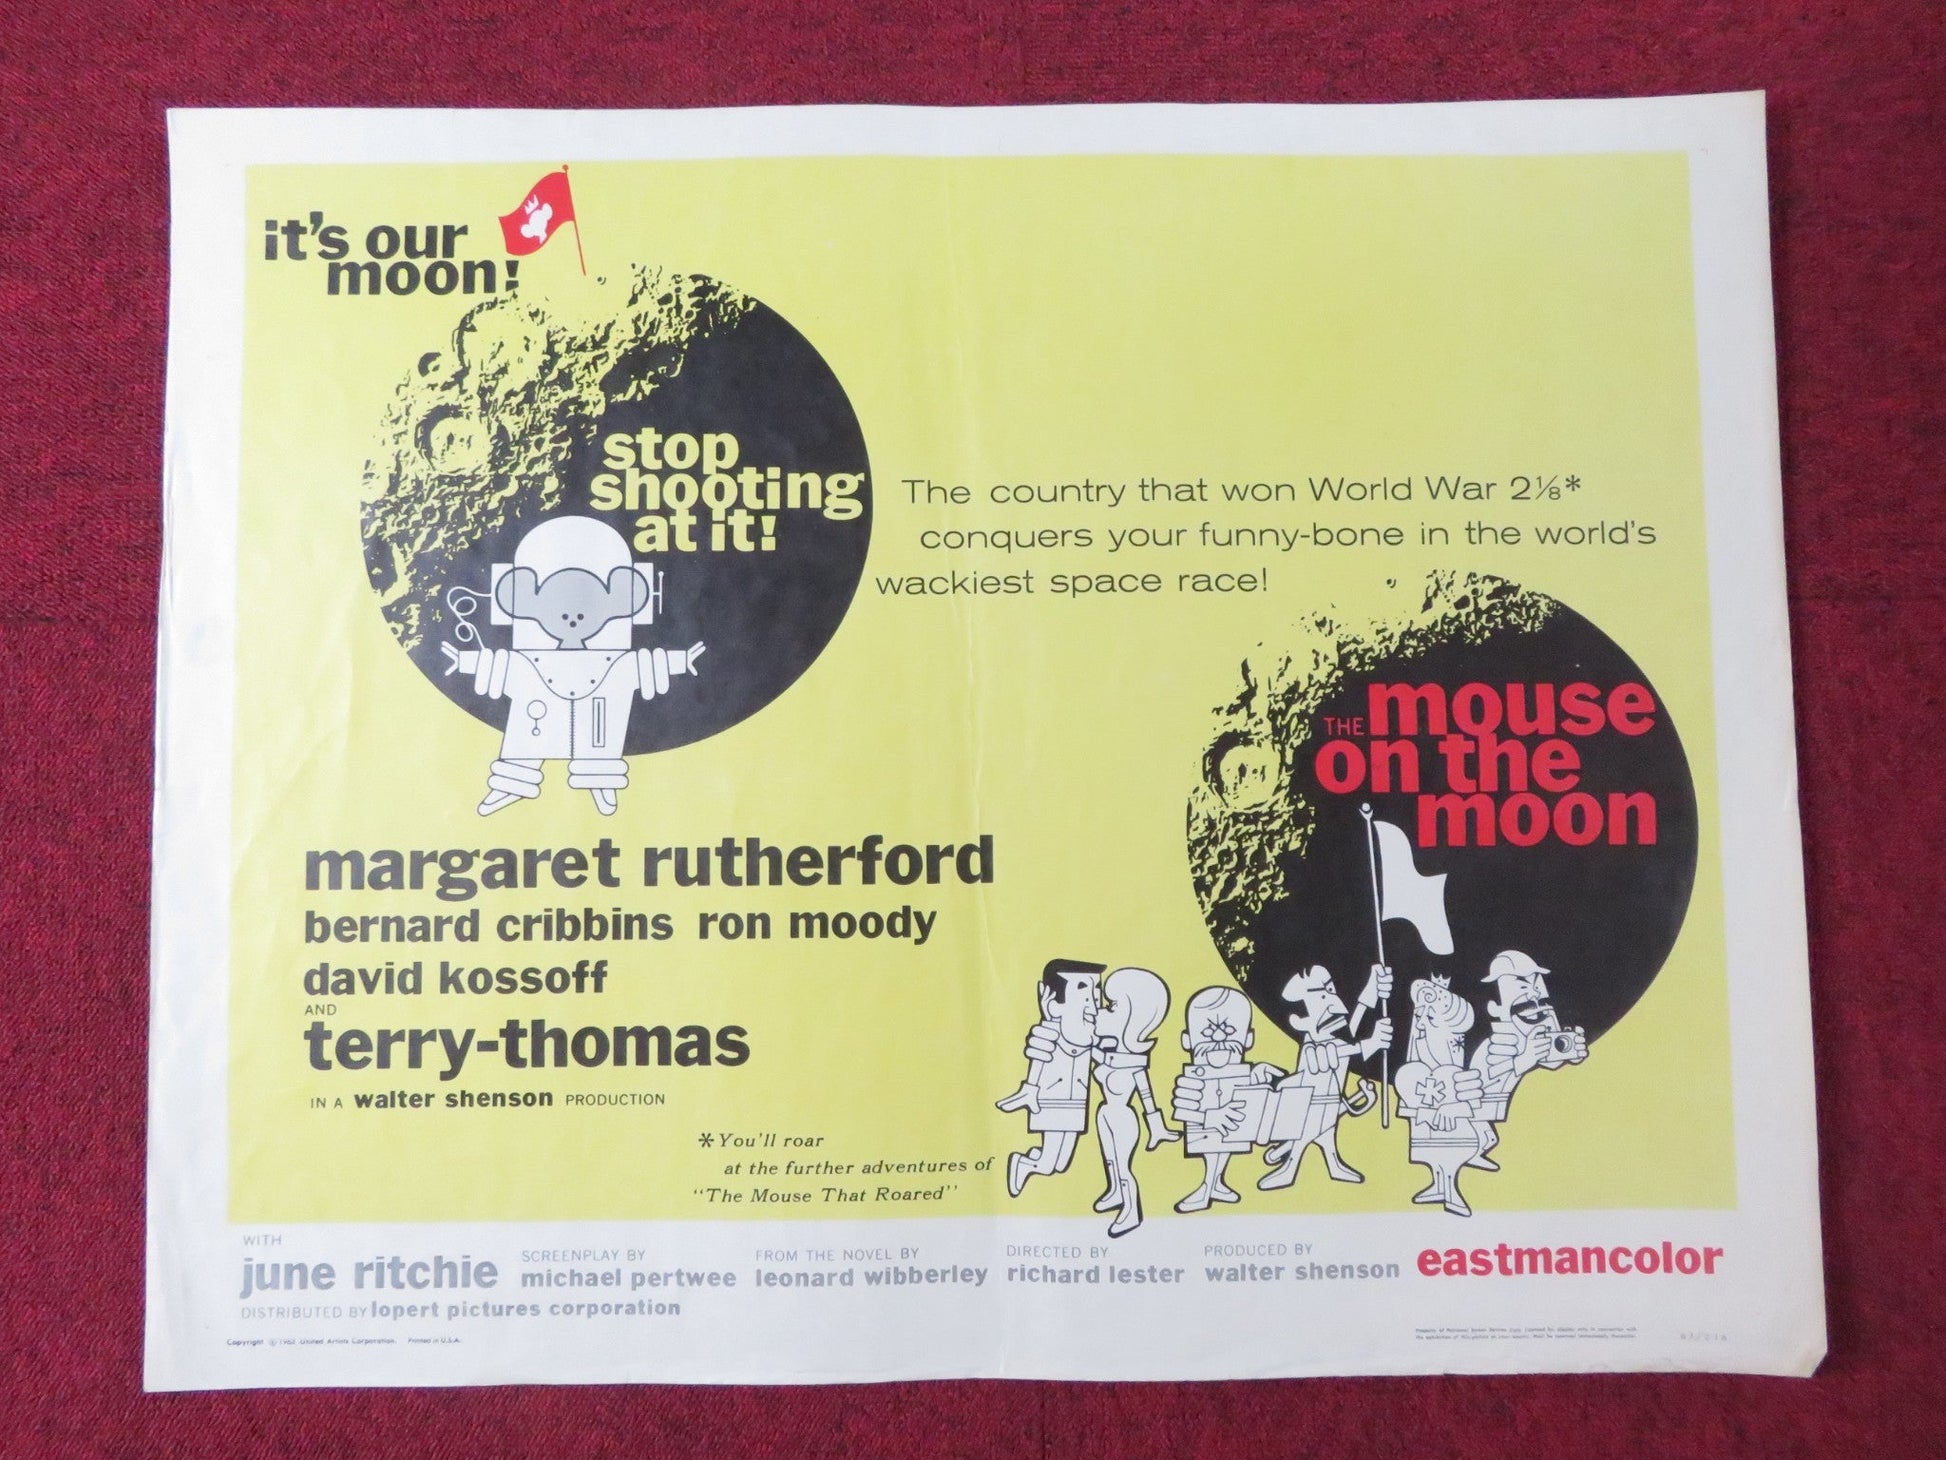 it's our
moon!
stop
shooting
at it!
The country that won World War 2⅛*
conquers your funny-bone in the world's
wackiest space race!
THE mouse
on the
moon
margaret rutherford
bernard cribbins ron moody
david kossoff
AND
terry-thomas
IN A walter shenson PRODUCTION
*You'll roar
at the further adventures of
"The Mouse That Roared"
WITH
june ritchie
SCREENPLAY BY
michael pertwee
FROM THE NOVEL BY
leonard wibberley
DIRECTED BY
richard lester
PRODUCED BY
walter shenson
eastmancolor
DISTRIBUTED BY lopert pictures corporation
Copyright © United Artists Corporation. Printed in U.S.A.